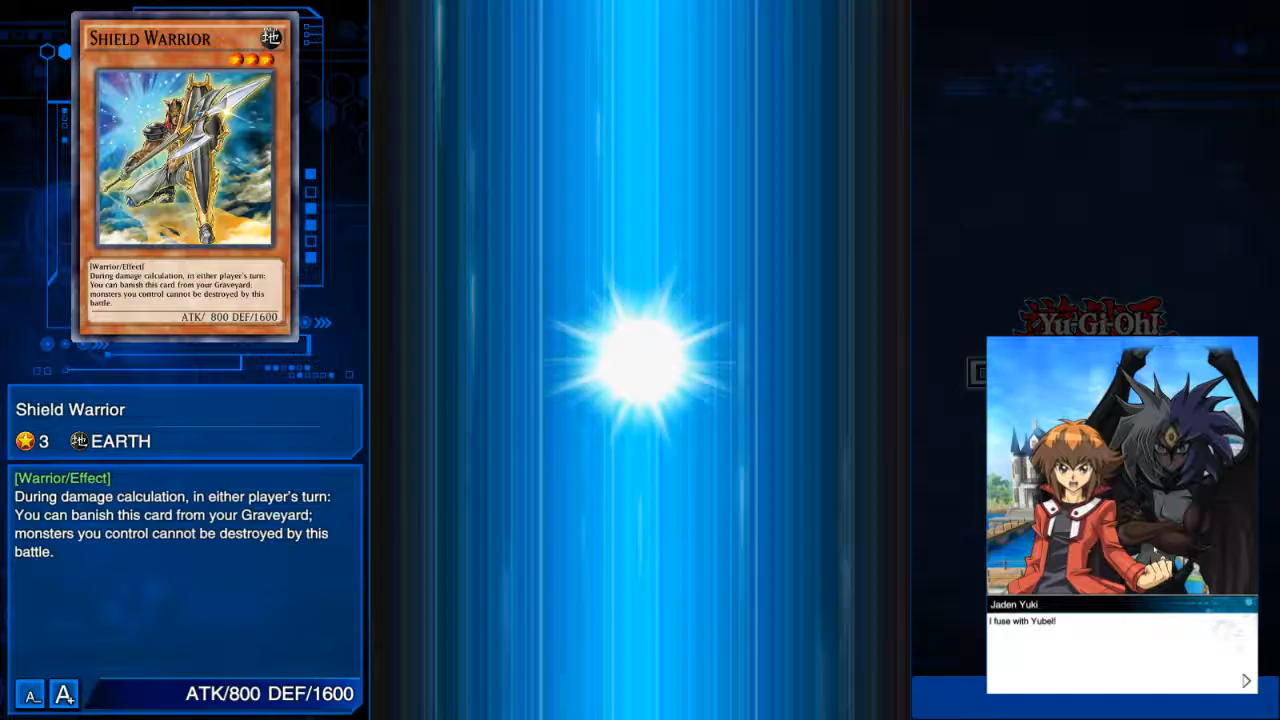 SHIELD WARRIOR
地
[Warrior/Effect]
During damage calculation, in either player's turn:
You can banish this card from your Graveyard;
monsters you control cannot be destroyed by this
battle.
ATK/ 800 DEF/1600
Shield Warrior
3 地 EARTH
[Warrior/Effect]
During damage calculation, in either player's turn:
You can banish this card from your Graveyard;
monsters you control cannot be destroyed by this
battle.
A- A+ ATK/800 DEF/1600
Yu-Gi-Oh!
Jaden Yuki
I fuse with Yubel!